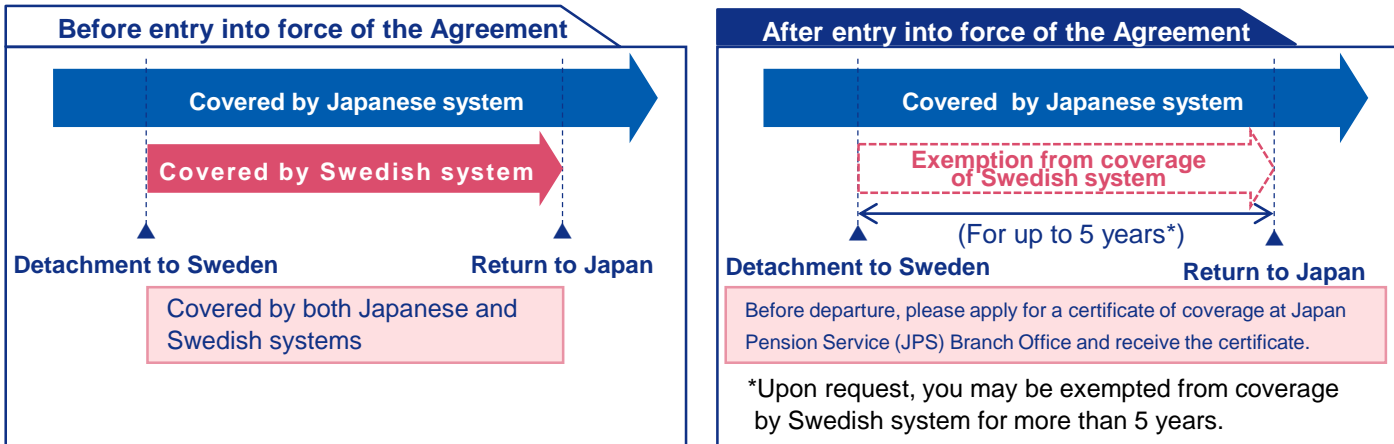 Before entry into force of the Agreement
Covered by Japanese system
Covered by Swedish system
Detachment to Sweden
Return to Japan
Covered by both Japanese and
Swedish systems
After entry into force of the Agreement
Covered by Japanese system
Exemption from coverage
of Swedish system
(For up to 5 years*)
Detachment to Sweden
Return to Japan
Before departure, please apply for a certificate of coverage at Japan
Pension Service (JPS) Branch Office and receive the certificate.
*Upon request, you may be exempted from coverage
by Swedish system for more than 5 years.